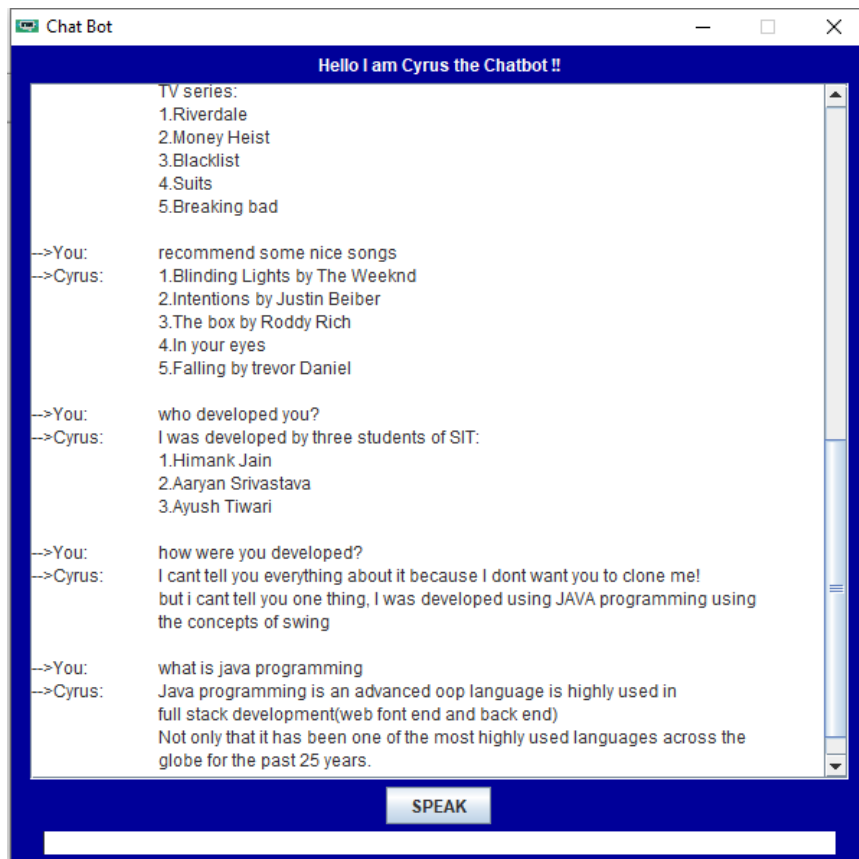 Chat Bot
Hello I am Cyrus the Chatbot !!
TV series:
1.Riverdale
2.Money Heist
3.Blacklist
4.Suits
5.Breaking bad
-->You: recommend some nice songs
-->Cyrus: 1.Blinding Lights by The Weeknd
2.Intentions by Justin Beiber
3.The box by Roddy Rich
4.In your eyes
5.Falling by trevor Daniel
-->You: who developed you?
-->Cyrus: I was developed by three students of SIT:
1.Himank Jain
2.Aaryan Srivastava
3.Ayush Tiwari
-->You: how were you developed?
-->Cyrus: I cant tell you everything about it because I dont want you to clone me!
but i cant tell you one thing, I was developed using JAVA programming using
the concepts of swing
-->You: what is java programming
-->Cyrus: Java programming is an advanced oop language is highly used in
full stack development(web font end and back end)
Not only that it has been one of the most highly used languages across the
globe for the past 25 years.
SPEAK